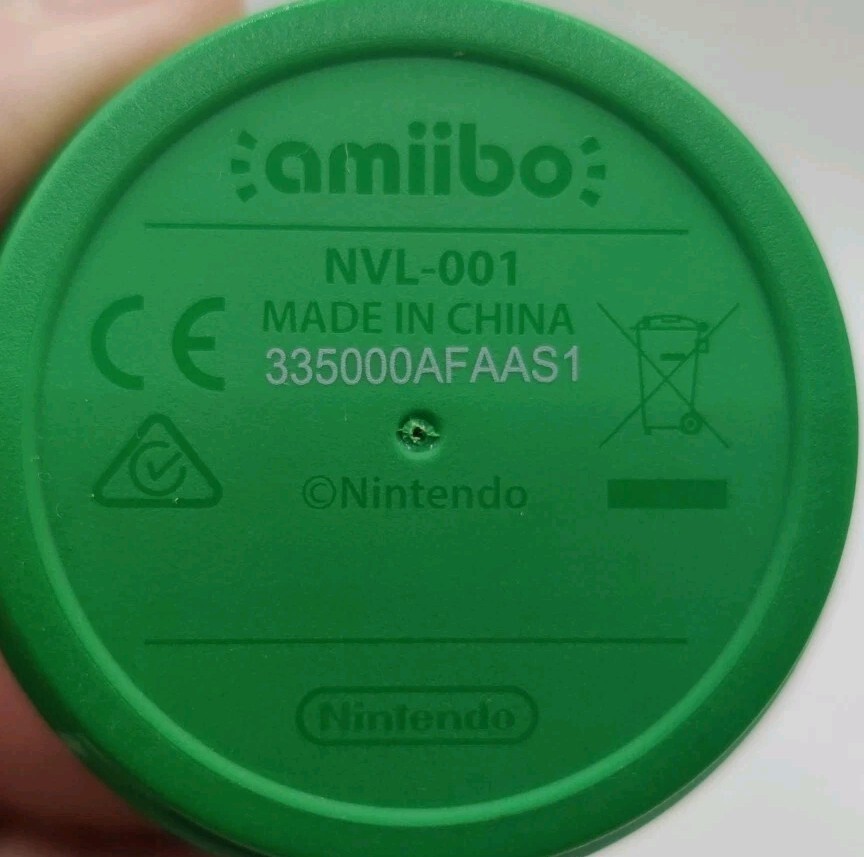 amiibo
NVL-001
MADE IN CHINA
335000AFAAS1
CE
©Nintendo
Nintendo